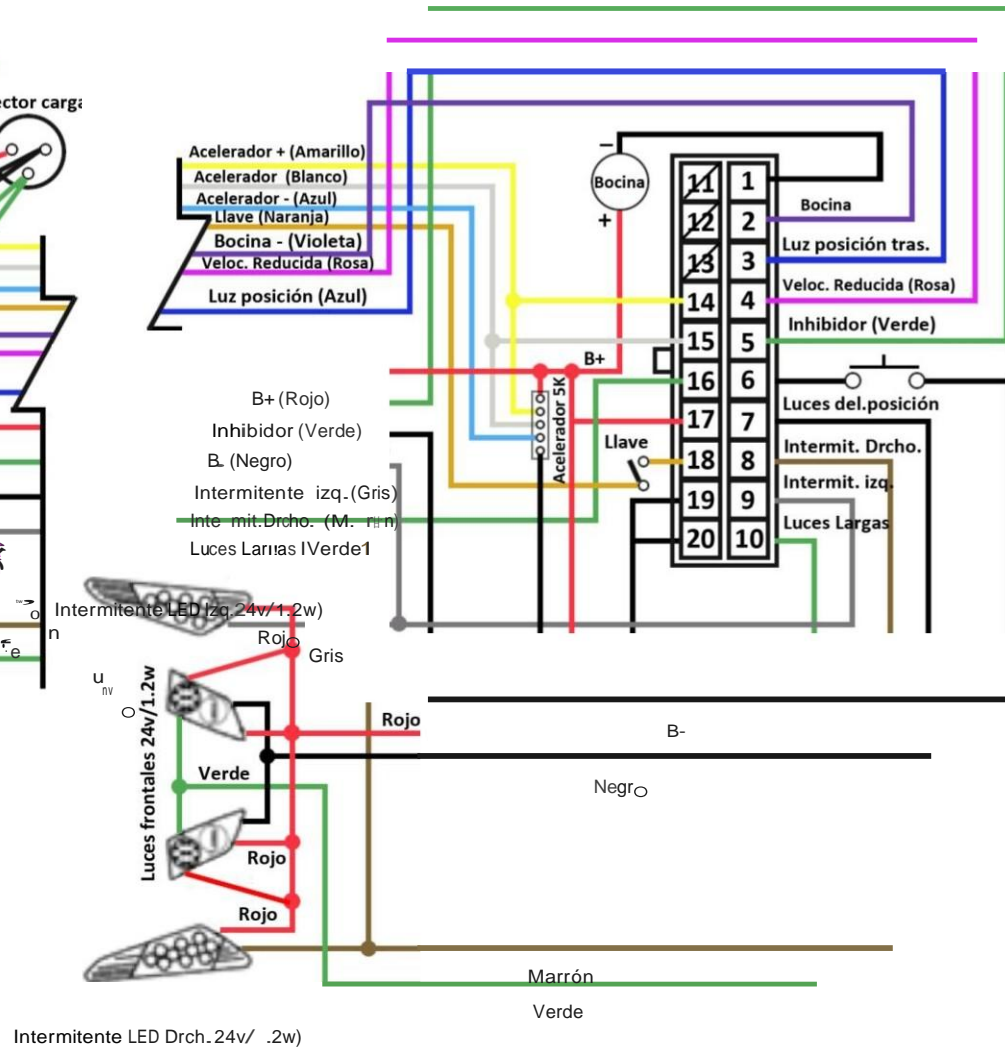 ector carga
Acelerador + (Amarillo)
Acelerador (Blanco)
Acelerador - (Azul)
Llave (Naranja)
Bocina - (Violeta)
Veloc. Reducida (Rosa)
Luz posición (Azul)
−
Bocina
+
11 1
12 2
13 3
14 4
15 5
16 6
17 7
18 8
19 9
20 10
Bocina
Luz posición tras.
Veloc. Reducida (Rosa)
Inhibidor (Verde)
Luces del.posición
Intermit. Drcho.
Intermit. izq.
Luces Largas
B+
Acelerador 5K
Llave
B+ (Rojo)
Inhibidor (Verde)
B- (Negro)
Intermitente izq.(Gris)
mit.Drcho. (M.
Luces
Intermitente LED Izq.24v/1.2w)
Rojo
Gris
n
e
u
nv
o
Luces frontales 24v/1.2w
Rojo
B-
Verde
Negro
Rojo
Rojo
Marrón
Verde
Intermitente LED Drch.24v/ .2w)